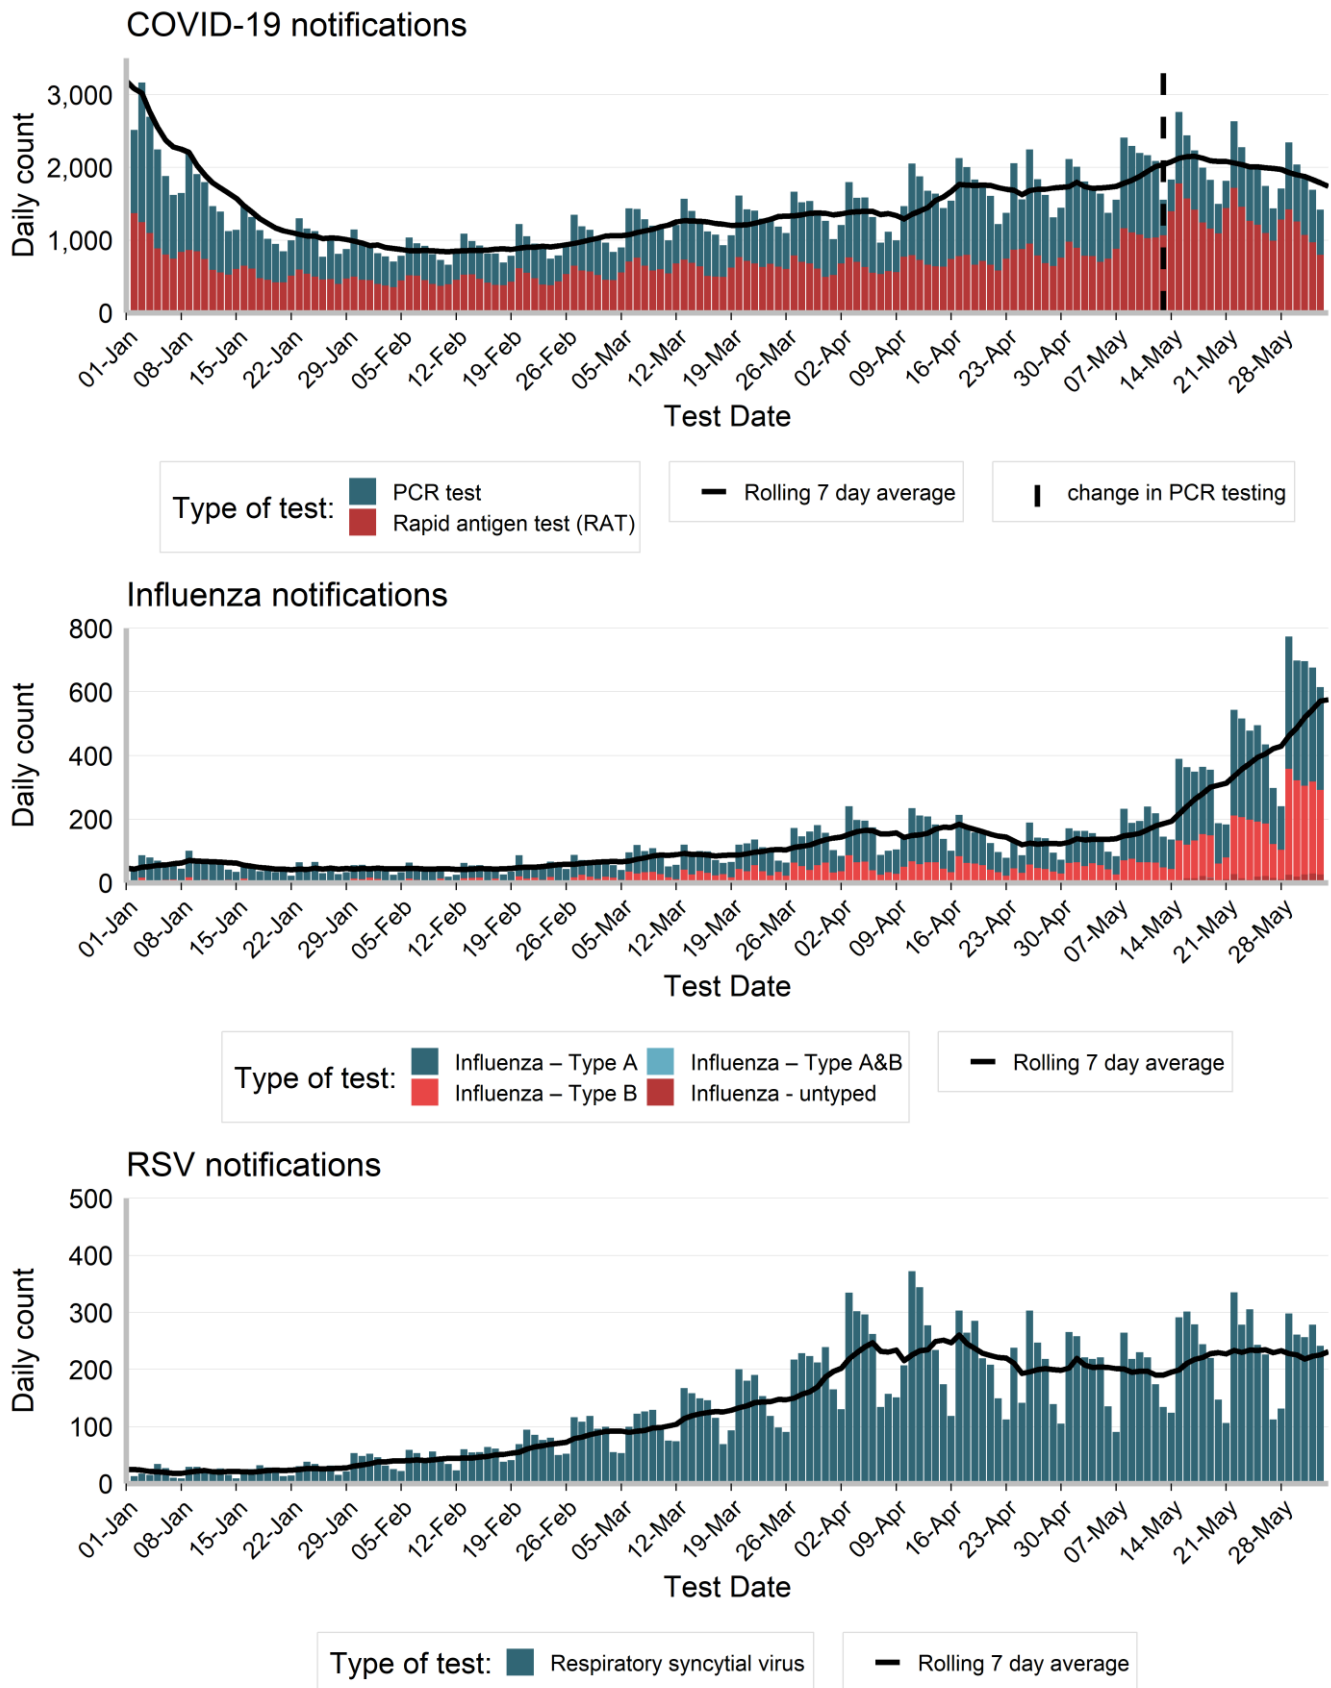 COVID-19 notifications
3,000
2,000
1,000
0
Daily count
01-Jan 08-Jan 15-Jan 22-Jan 29-Jan 05-Feb 12-Feb 19-Feb 26-Feb 05-Mar 12-Mar 19-Mar 26-Mar 02-Apr 09-Apr 16-Apr 23-Apr 30-Apr 07-May 14-May 21-May 28-May
Test Date
Type of test:
PCR test
Rapid antigen test (RAT)
Rolling 7 day average
change in PCR testing
Influenza notifications
800
600
400
200
0
Daily count
01-Jan 08-Jan 15-Jan 22-Jan 29-Jan 05-Feb 12-Feb 19-Feb 26-Feb 05-Mar 12-Mar 19-Mar 26-Mar 02-Apr 09-Apr 16-Apr 23-Apr 30-Apr 07-May 14-May 21-May 28-May
Test Date
Type of test:
Influenza – Type A
Influenza – Type A&B
Influenza – Type B
Influenza - untyped
Rolling 7 day average
RSV notifications
500
400
300
200
100
0
Daily count
01-Jan 08-Jan 15-Jan 22-Jan 29-Jan 05-Feb 12-Feb 19-Feb 26-Feb 05-Mar 12-Mar 19-Mar 26-Mar 02-Apr 09-Apr 16-Apr 23-Apr 30-Apr 07-May 14-May 21-May 28-May
Test Date
Type of test:
Respiratory syncytial virus
Rolling 7 day average